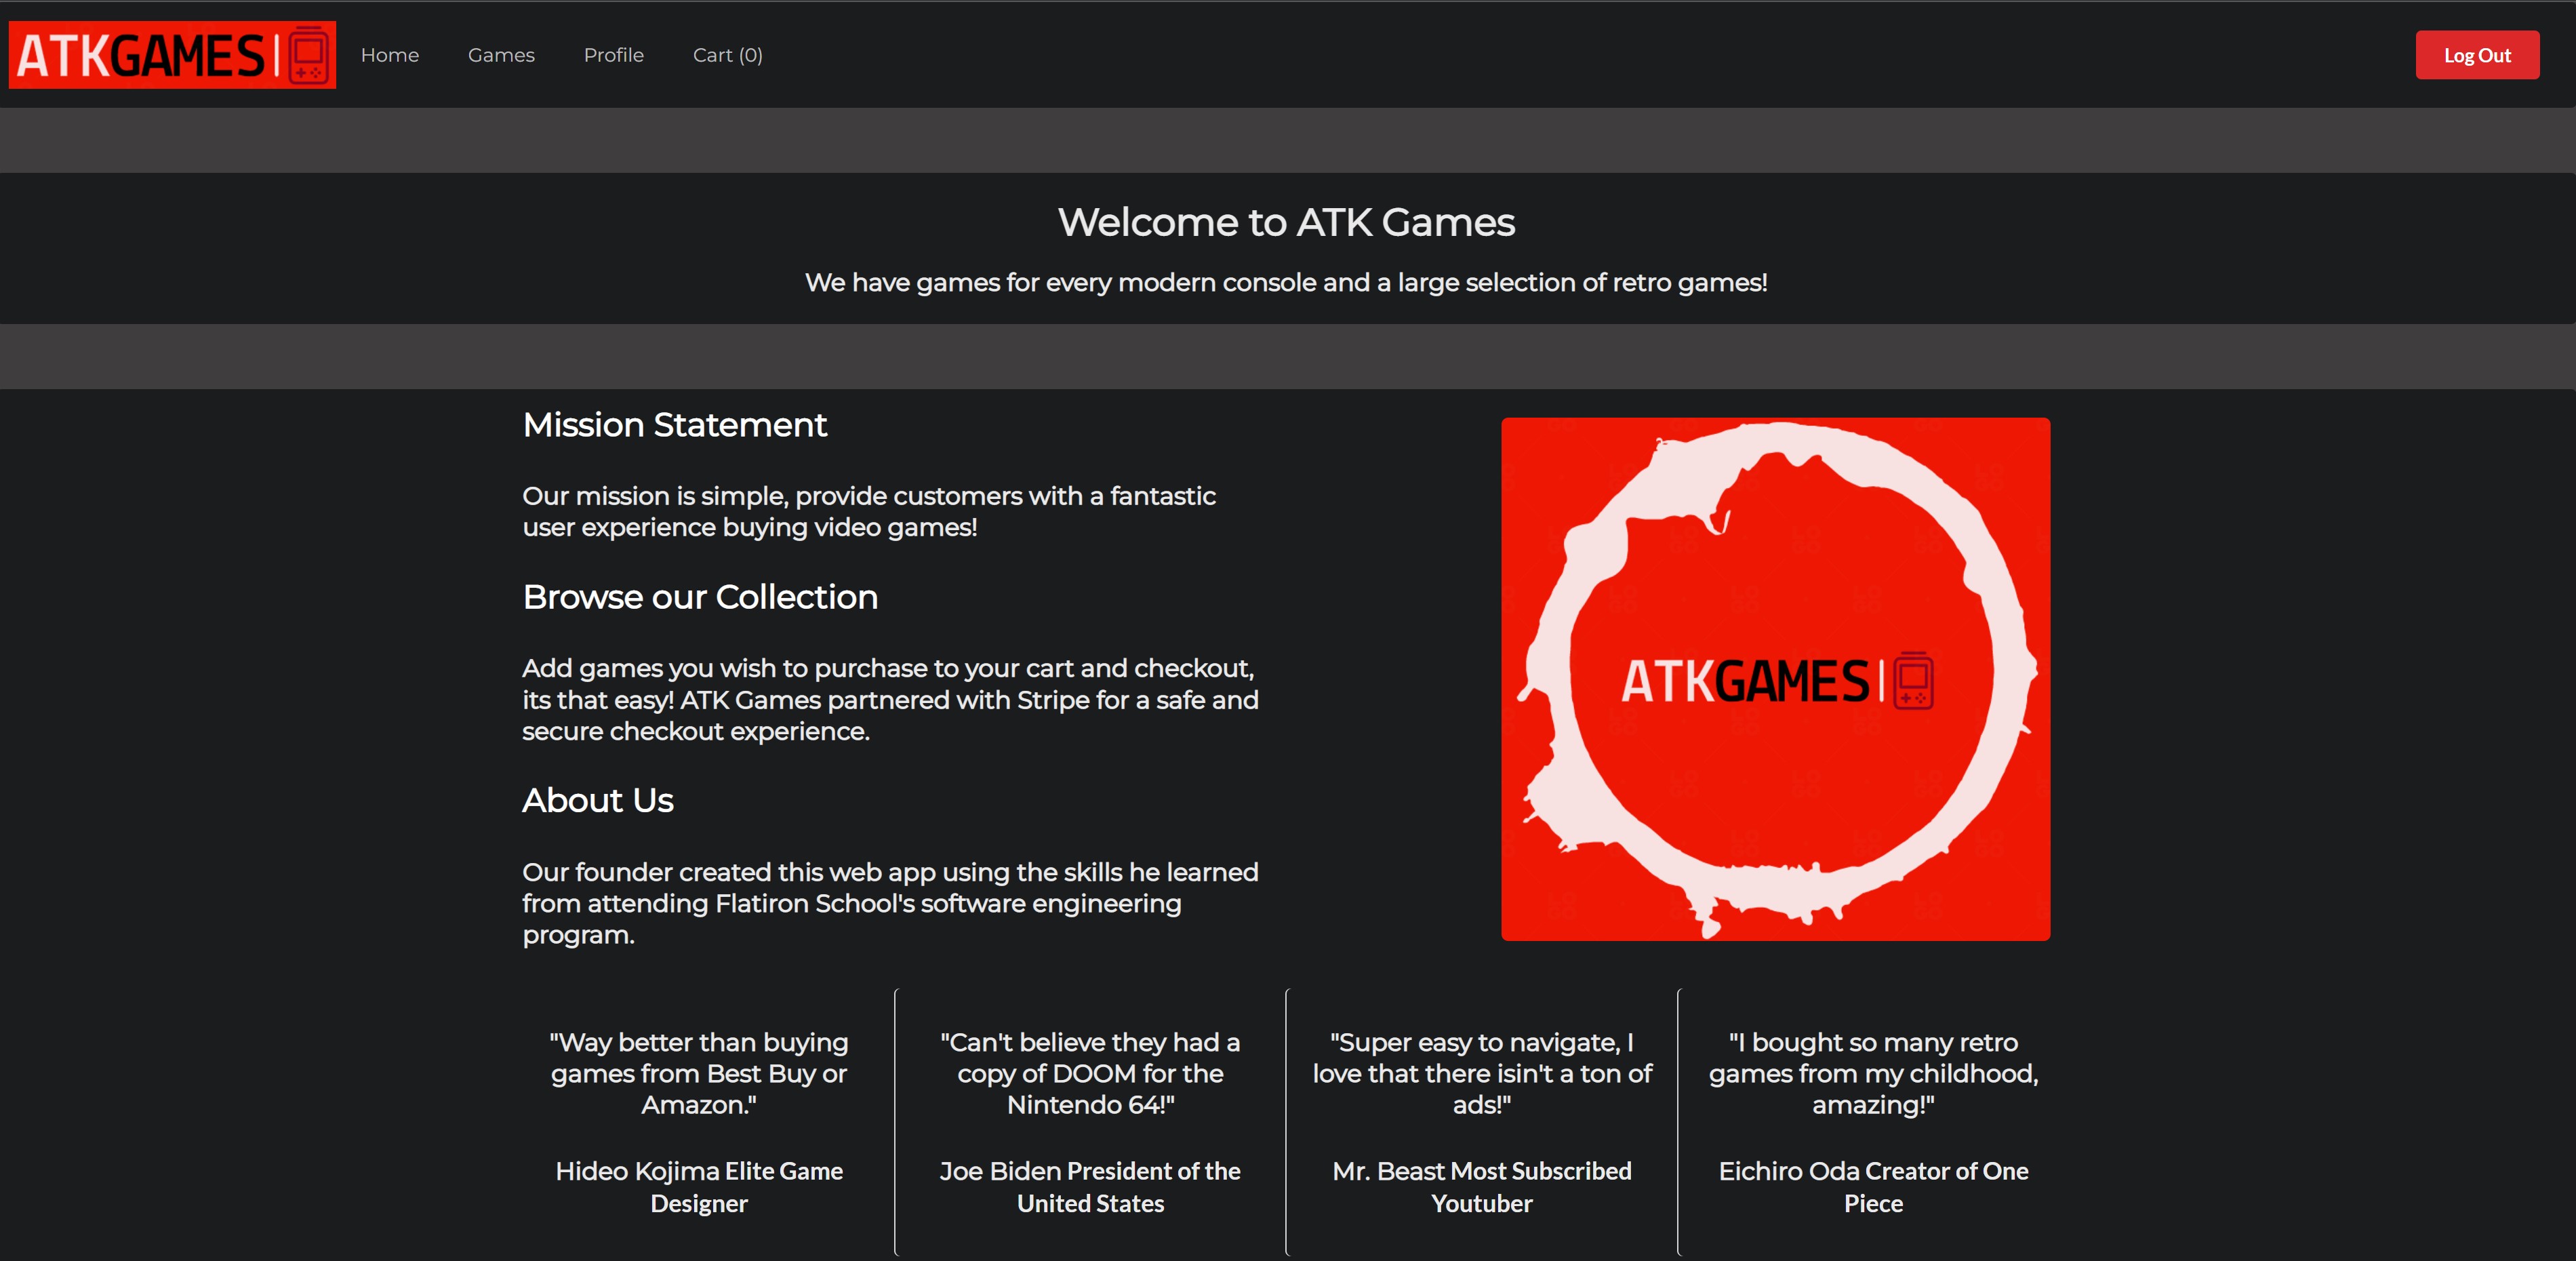 ATKGAMES
Home
Games
Profile
Cart (0)
Log Out
Welcome to ATK Games
We have games for every modern console and a large selection of retro games!
Mission Statement
Our mission is simple, provide customers with a fantastic
user experience buying video games!
Browse our Collection
Add games you wish to purchase to your cart and checkout,
its that easy! ATK Games partnered with Stripe for a safe and
secure checkout experience.
About Us
Our founder created this web app using the skills he learned
from attending Flatiron School's software engineering
program.
ATKGAMES
"Way better than buying
games from Best Buy or
Amazon."
Hideo Kojima Elite Game
Designer
"Can't believe they had a
copy of DOOM for the
Nintendo 64!"
Joe Biden President of the
United States
"Super easy to navigate, I
love that there isin't a ton of
ads!"
Mr. Beast Most Subscribed
Youtuber
"I bought so many retro
games from my childhood,
amazing!"
Eichiro Oda Creator of One
Piece